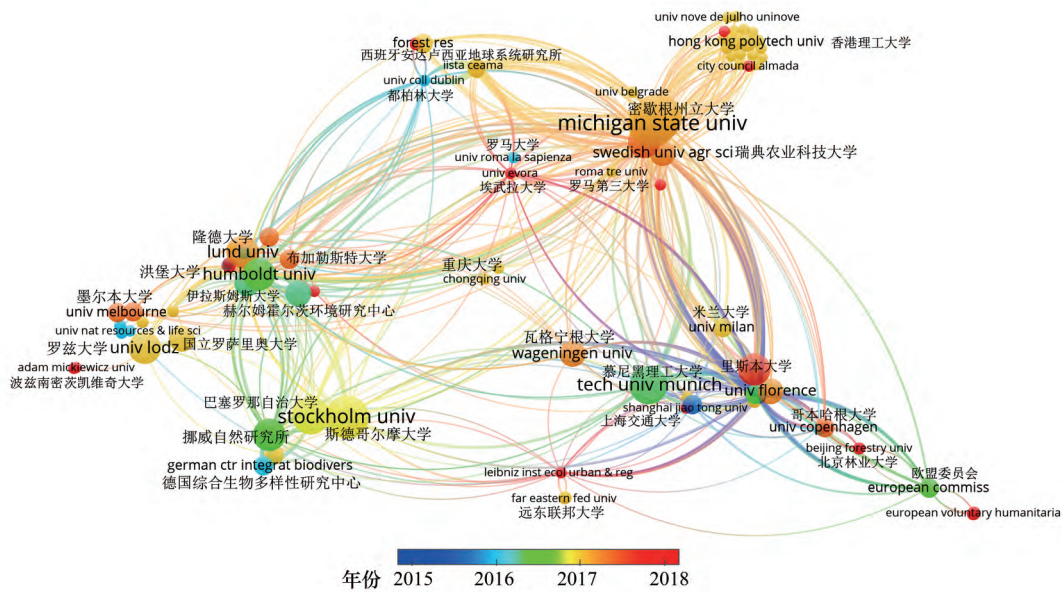 univ nove de julho uninove
hong kong polytech univ 香港理工大学
forest res
西班牙安达卢西亚地球系统研究所
iista ceama
city council almada
univ coll dublin
都柏林大学
univ belgrade
密歇根州立大学
michigan state univ
罗马大学
univ roma la sapienza
swedish univ agr sci瑞典农业科技大学
univ evora
埃武拉大学
roma tre univ
罗马第三大学
隆德大学
lund univ
布加勒斯特大学
洪堡大学
humboldt univ
重庆大学
chongqing univ
伊拉斯姆斯大学
赫尔姆霍尔茨环境研究中心
墨尔本大学
univ melbourne
univ nat resources & life sci
罗兹大学
univ lodz
国立罗萨里奥大学
米兰大学
univ milan
瓦格宁根大学
wageningen univ
adam mickiewicz univ
波兹南密茨凯维奇大学
慕尼黑理工大学
tech univ munich
里斯本大学
univ florence
巴塞罗那自治大学
stockholm univ
斯德哥尔摩大学
shanghai jiao tong univ
上海交通大学
哥本哈根大学
univ copenhagen
挪威自然研究所
beijing forestry univ
北京林业大学
german ctr integrat biodivers
德国综合生物多样性研究中心
leibniz inst ecol urban & reg
欧盟委员会
european commiss
far eastern fed univ
远东联邦大学
european voluntary humanitaria
年份
2015
2016
2017
2018